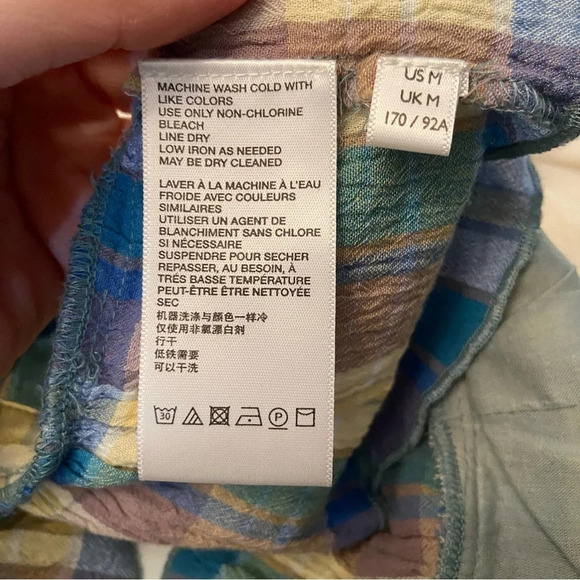 MACHINE WASH COLD WITH
LIKE COLORS
USE ONLY NON-CHLORINE
BLEACH
LINE DRY
LOW IRON AS NEEDED
MAY BE DRY CLEANED
LAVER À LA MACHINE À L'EAU
FROIDE AVEC COULEURS
SIMILAIRES
UTILISER UN AGENT DE
BLANCHIMENT SANS CHLORE
SI NÉCESSAIRE
SUSPENDRE POUR SECHER
REPASSER, AU BESOIN, À
TRÈS BASSE TEMPÉRATURE
PEUT-ÊTRE ÊTRE NETTOYÉE
SEC
机器洗涤与颜色一样冷
仅使用非氯漂白剂
行干
低铁需要
可以干洗
30 P
US M
UK M
170 / 92A